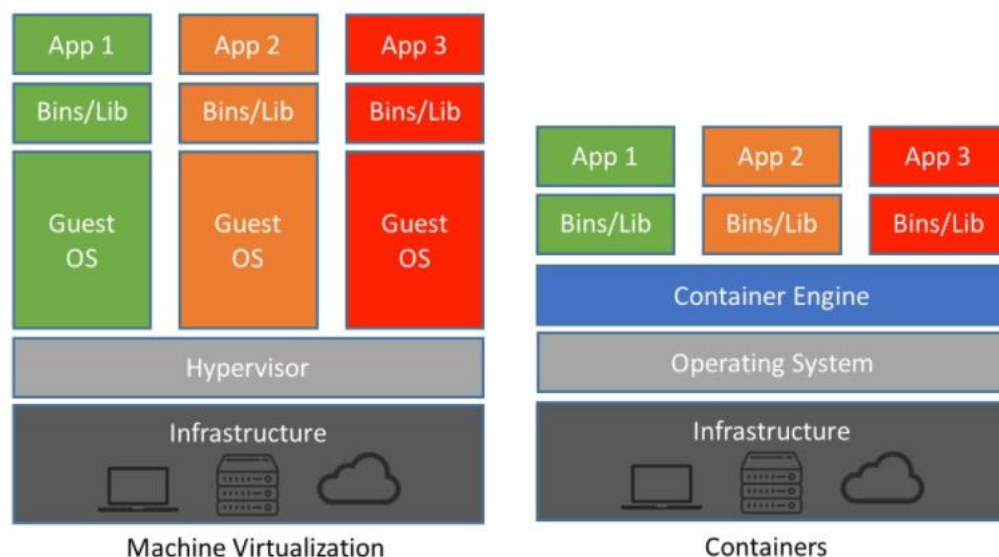 App 1
App 2
App 3
Bins/Lib
Bins/Lib
Bins/Lib
Guest
OS
Guest
OS
Guest
OS
Hypervisor
Infrastructure
Machine Virtualization
App 1
App 2
App 3
Bins/Lib
Bins/Lib
Bins/Lib
Container Engine
Operating System
Infrastructure
Containers